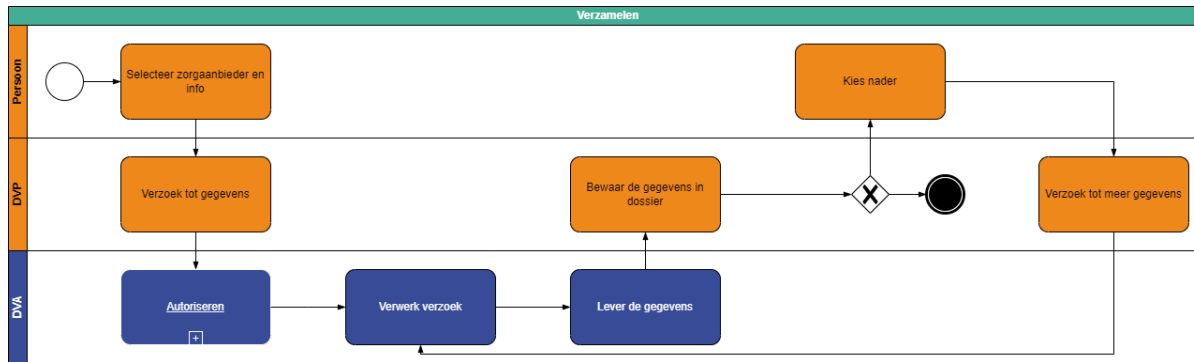 Verzamelen
Persoon
Selecteer zorgaanbieder en
info
Kies nader
DVP
Verzoek tot gegevens
Bewaar de gegevens in
dossier
Verzoek tot meer gegevens
DVA
Autoriseren
Verwerk verzoek
Lever de gegevens